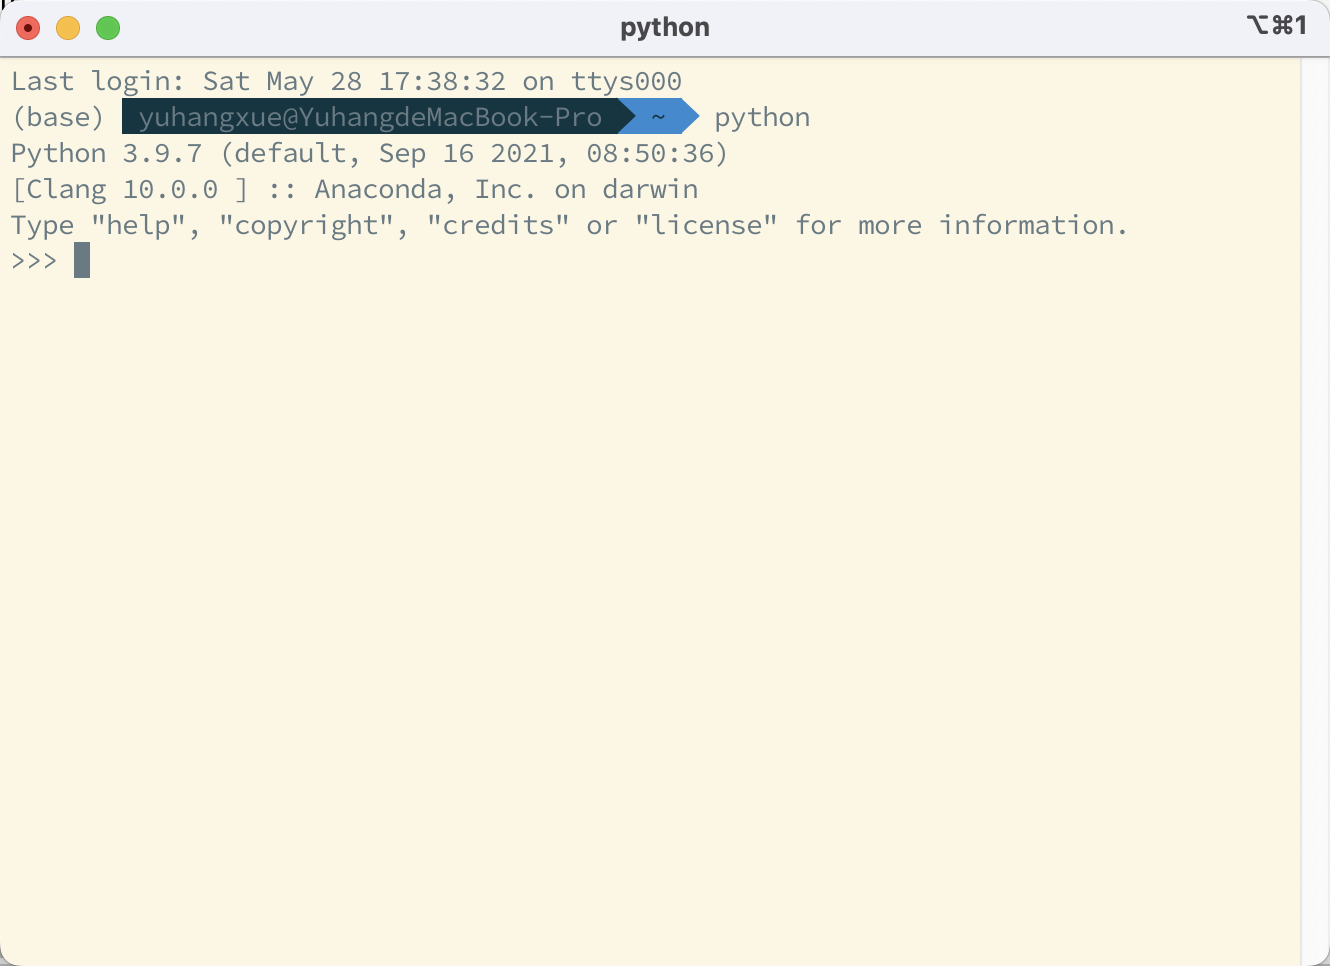 python
⌥⌘1
Last login: Sat May 28 17:38:32 on ttys000
(base) yuhangxue@YuhangdeMacBook-Pro ~ python
Python 3.9.7 (default, Sep 16 2021, 08:50:36)
[Clang 10.0.0 ] :: Anaconda, Inc. on darwin
Type "help", "copyright", "credits" or "license" for more information.
>>>